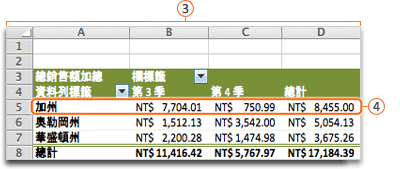 ③
A B C D
1
2
3 總銷售額加總 欄標籤
4 資料列標籤 第 3 季 第 4 季 總計
5 加州 NT$ 7,704.01 NT$ 750.99 NT$ 8,455.00 ④
6 奧勒岡州 NT$ 1,512.13 NT$ 3,542.00 NT$ 5,054.13
7 華盛頓州 NT$ 2,200.28 NT$ 1,474.98 NT$ 3,675.26
8 總計 NT$ 11,416.42 NT$ 5,767.97 NT$ 17,184.39